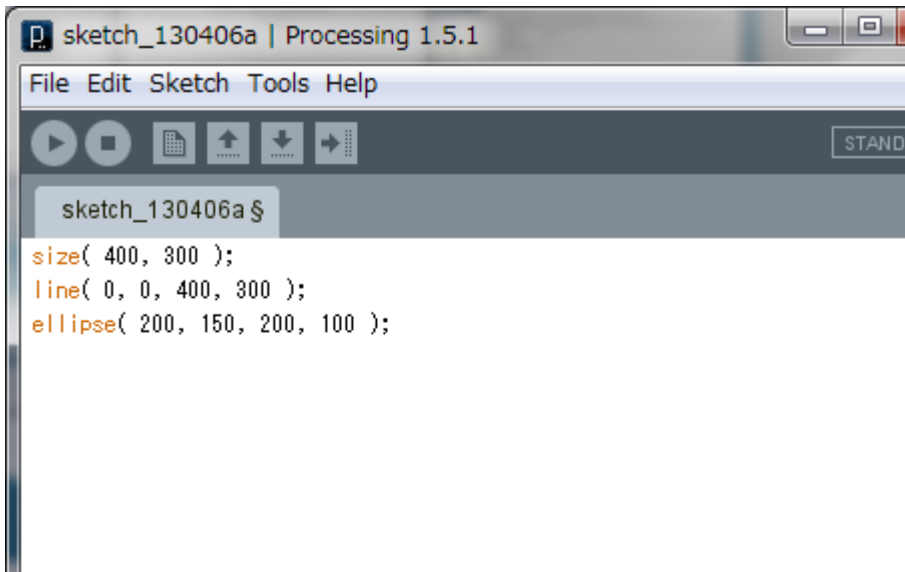 sketch_130406a | Processing 1.5.1
File Edit Sketch Tools Help
STAND
sketch_130406a §
size( 400, 300 );
line( 0, 0, 400, 300 );
ellipse( 200, 150, 200, 100 );